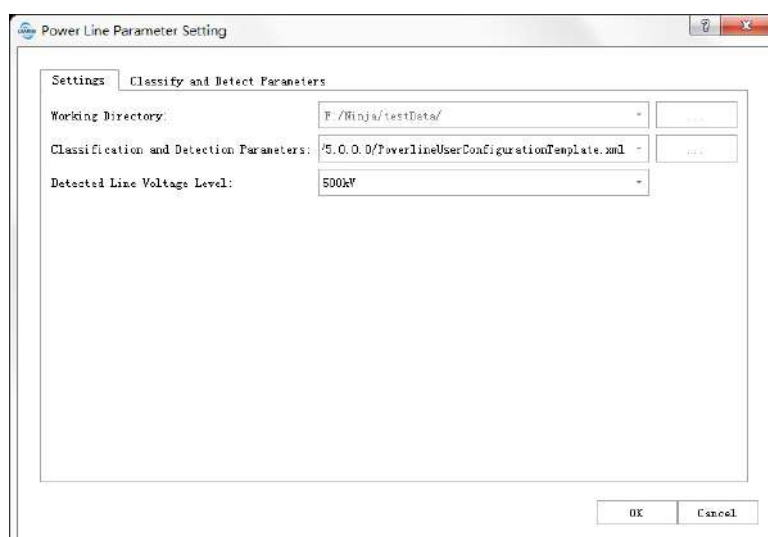 Power Line Parameter Setting
Settings Classify and Detect Parameters
Working Directory: F:/Ninja/testData/ ...
Classification and Detection Parameters: /5.0.0.0/PowerlineUserConfigurationTemplate.xml ...
Detected Line Voltage Level: 500kV
OK Cancel